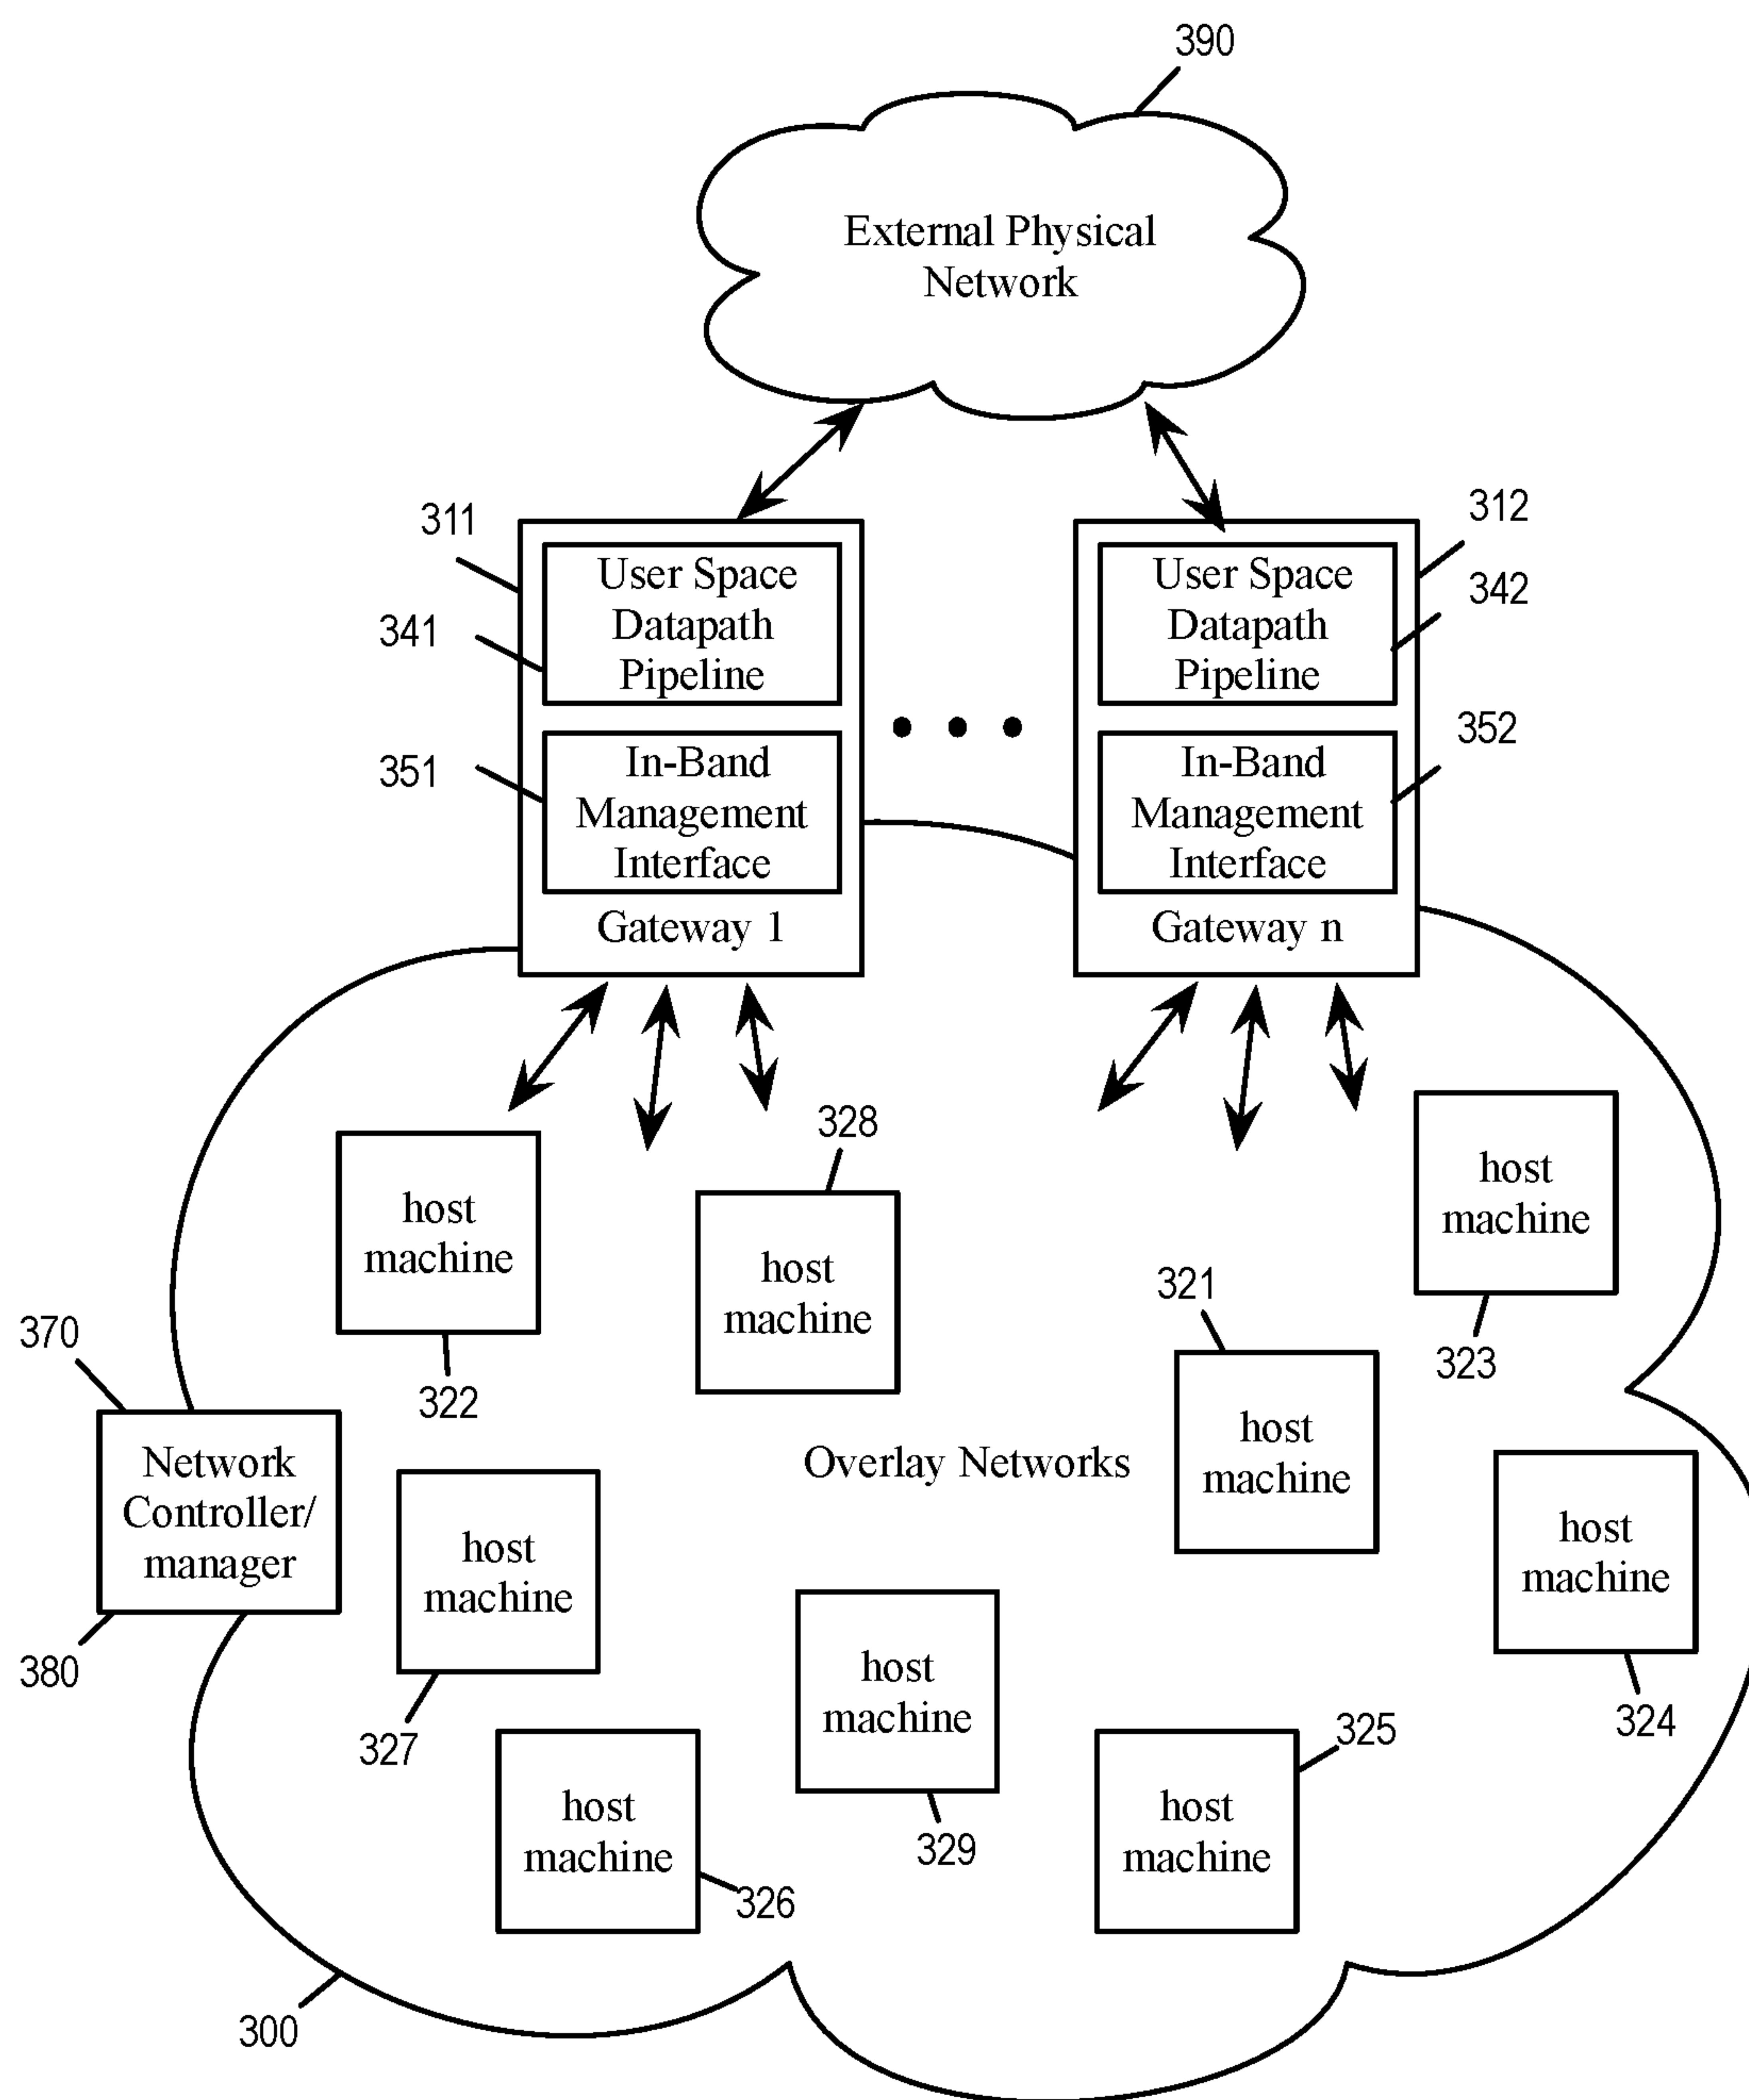 390
External Physical
Network
311
312
User Space
Datapath
Pipeline
User Space
Datapath
Pipeline
341
342
351
352
In-Band
Management
Interface
In-Band
Management
Interface
Gateway 1
Gateway n
328
host
machine
322
host
machine
host
machine
323
321
host
machine
370
Network
Controller/
manager
380
Overlay Networks
host
machine
327
host
machine
324
host
machine
329
host
machine
326
325
host
machine
300